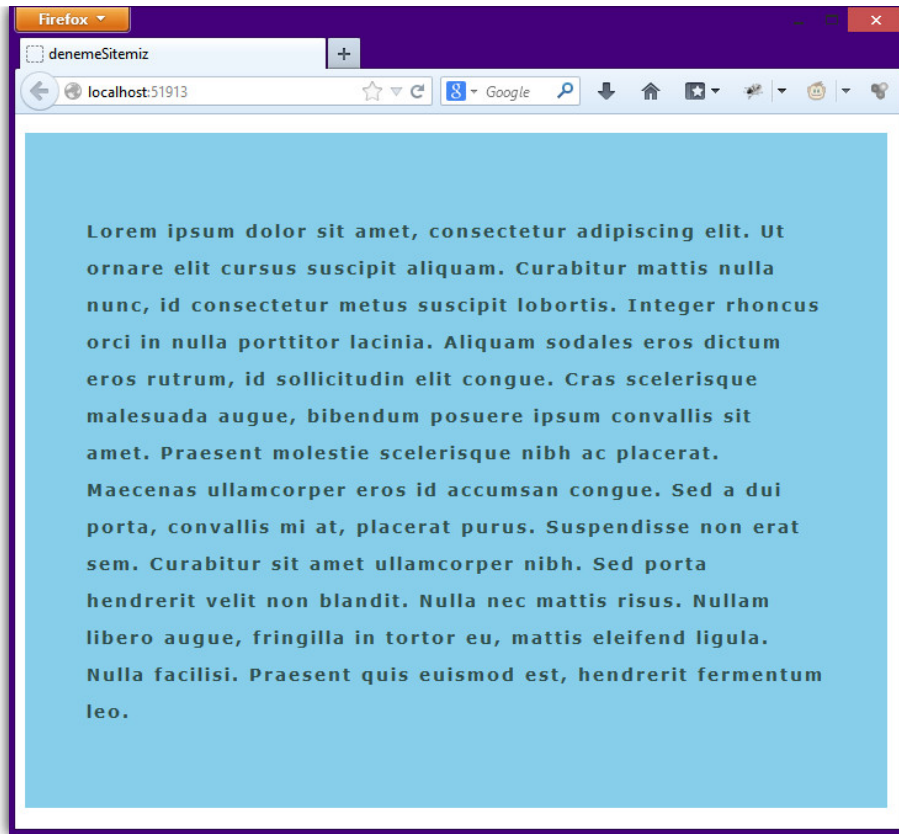 Firefox
denemeSitemiz
localhost:51913
8 Google
Lorem ipsum dolor sit amet, consectetur adipiscing elit. Ut
ornare elit cursus suscipit aliquam. Curabitur mattis nulla
nunc, id consectetur metus suscipit lobortis. Integer rhoncus
orci in nulla porttitor lacinia. Aliquam sodales eros dictum
eros rutrum, id sollicitudin elit congue. Cras scelerisque
malesuada augue, bibendum posuere ipsum convallis sit
amet. Praesent molestie scelerisque nibh ac placerat.
Maecenas ullamcorper eros id accumsan congue. Sed a dui
porta, convallis mi at, placerat purus. Suspendisse non erat
sem. Curabitur sit amet ullamcorper nibh. Sed porta
hendrerit velit non blandit. Nulla nec mattis risus. Nullam
libero augue, fringilla in tortor eu, mattis eleifend ligula.
Nulla facilisi. Praesent quis euismod est, hendrerit fermentum
leo.